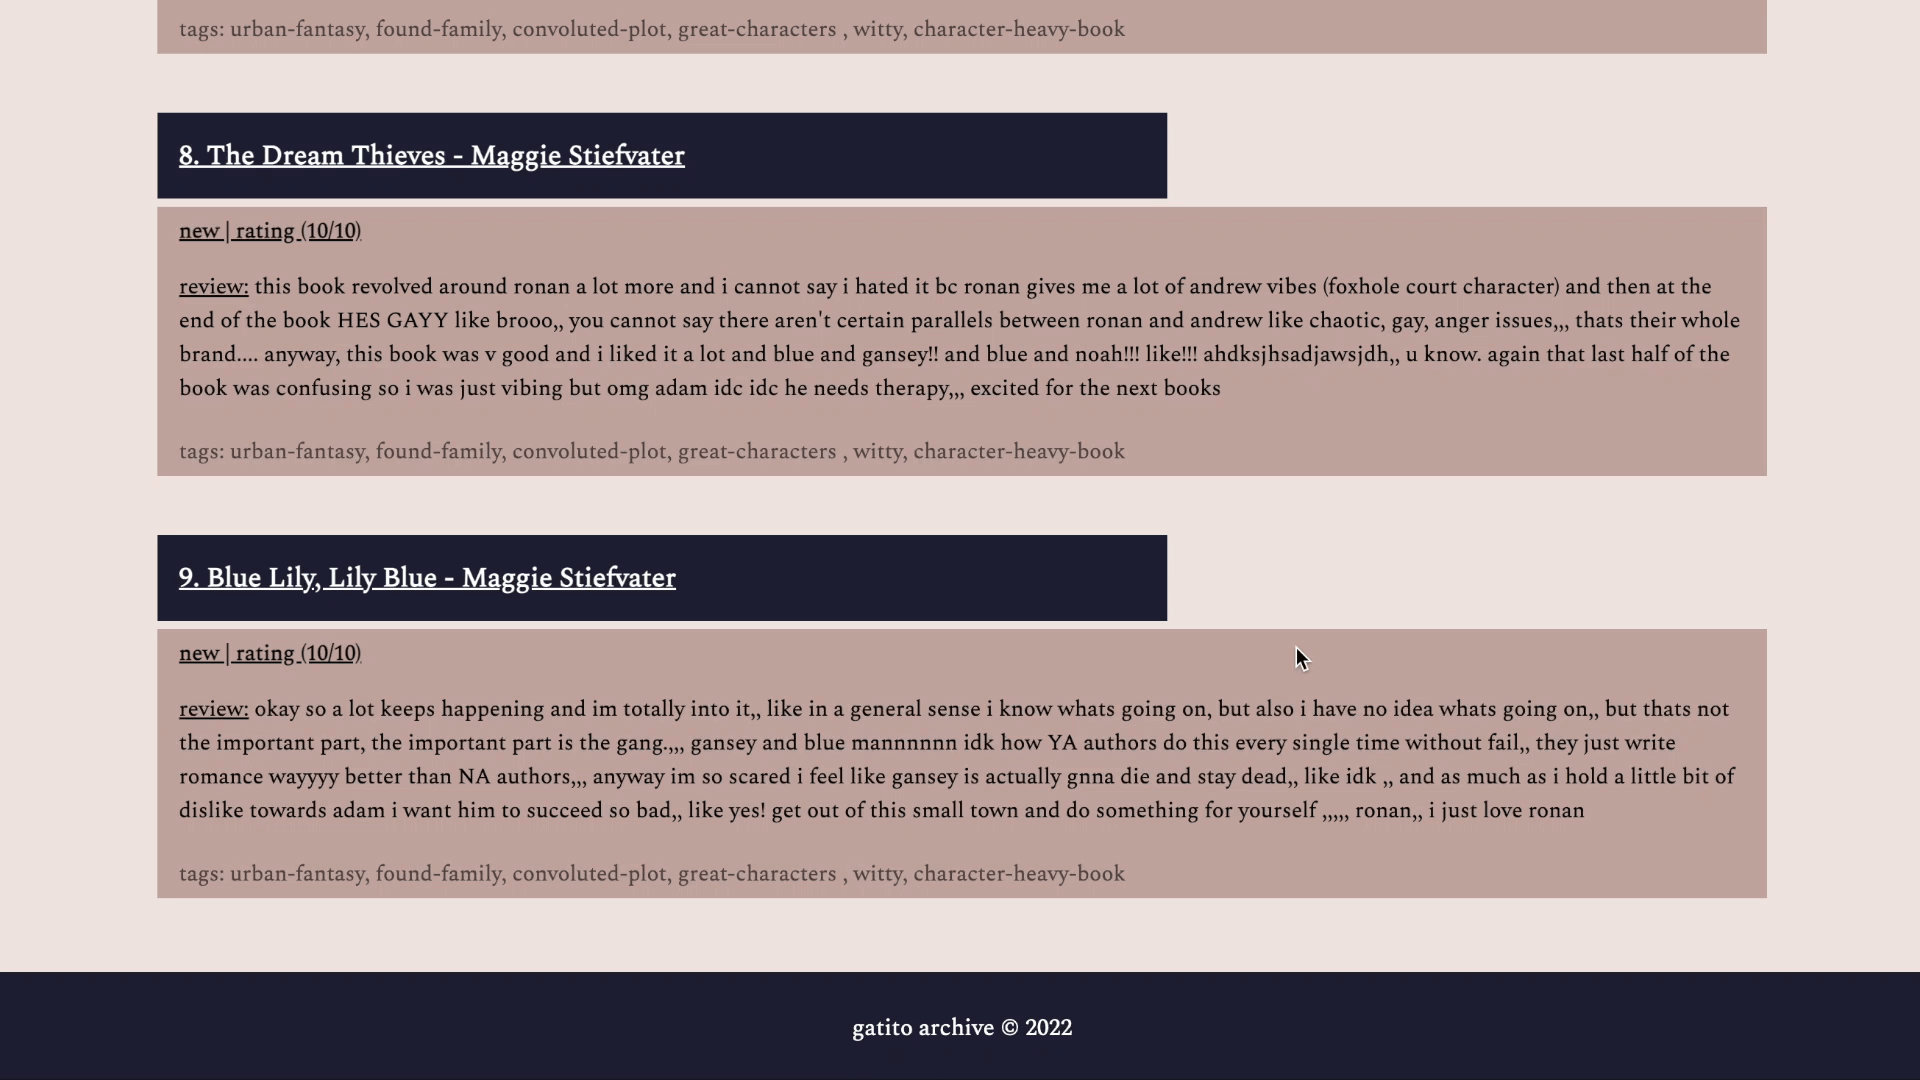 tags: urban-fantasy, found-family, convoluted-plot, great-characters , witty, character-heavy-book
8. The Dream Thieves - Maggie Stiefvater
new | rating (10/10)
review: this book revolved around ronan a lot more and i cannot say i hated it bc ronan gives me a lot of andrew vibes (foxhole court character) and then at the
end of the book HES GAYY like brooo,, you cannot say there aren't certain parallels between ronan and andrew like chaotic, gay, anger issues,,, thats their whole
brand.... anyway, this book was v good and i liked it a lot and blue and gansey!! and blue and noah!!! like!!! ahdksjhsadjawsjdh,, u know. again that last half of the
book was confusing so i was just vibing but omg adam idc idc he needs therapy,,, excited for the next books
tags: urban-fantasy, found-family, convoluted-plot, great-characters , witty, character-heavy-book
9. Blue Lily, Lily Blue - Maggie Stiefvater
new | rating (10/10)
review: okay so a lot keeps happening and im totally into it,, like in a general sense i know whats going on, but also i have no idea whats going on,, but thats not
the important part, the important part is the gang.,,, gansey and blue mannnnnn idk how YA authors do this every single time without fail,, they just write
romance wayyyy better than NA authors,,, anyway im so scared i feel like gansey is actually gnna die and stay dead,, like idk ,, and as much as i hold a little bit of
dislike towards adam i want him to succeed so bad,, like yes! get out of this small town and do something for yourself ,,,,, ronan,, i just love ronan
tags: urban-fantasy, found-family, convoluted-plot, great-characters , witty, character-heavy-book
gatito archive © 2022